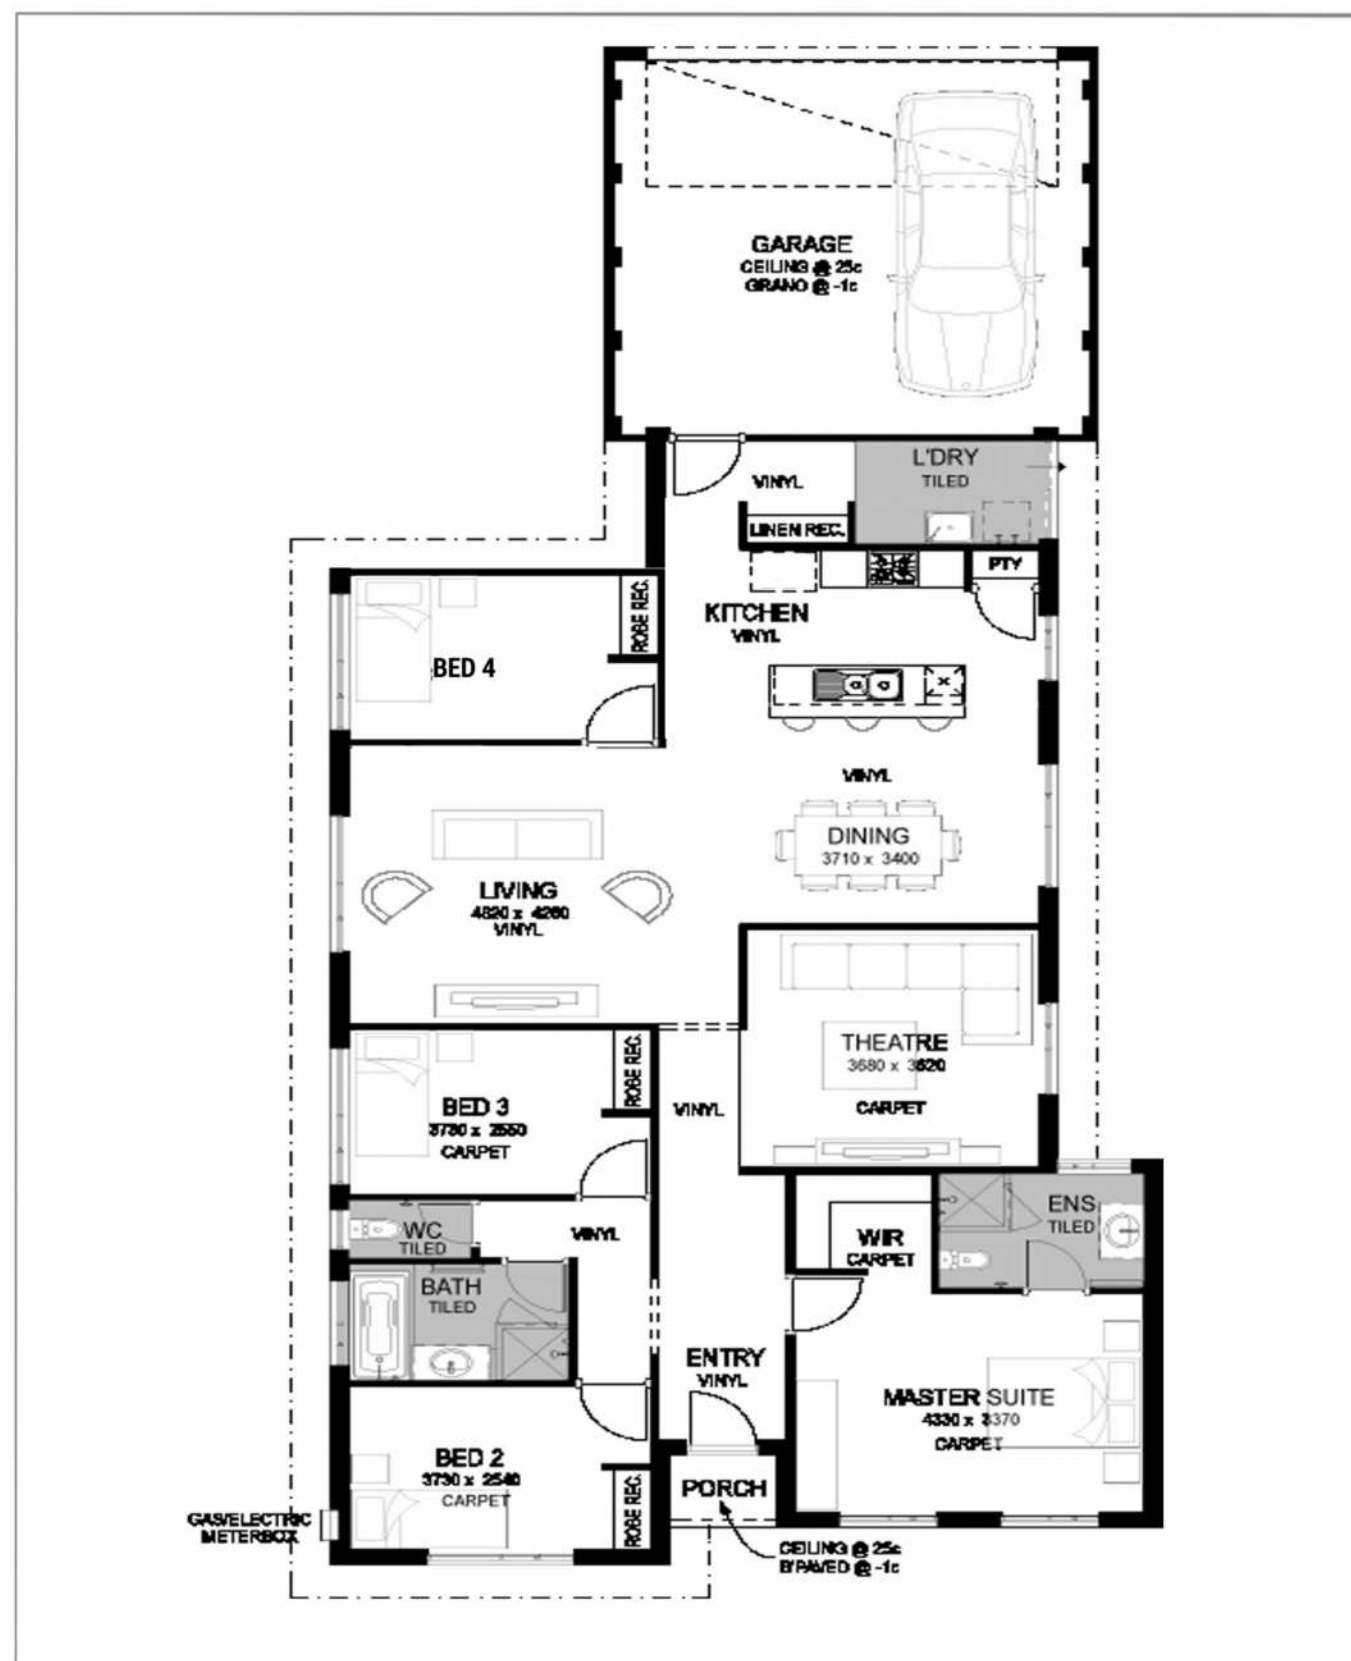 GARAGE
CEILING @ 25c
GRANO @ -1c
L'DRY
TILED
VINYL
LINEN REC.
PTY
KITCHEN
VINYL
ROBE REC.
BED 4
VINYL
DINING
3710 x 3400
LIVING
4820 x 4260
VINYL
THEATRE
3680 x 3520
CARPET
ROBE REC.
BED 3
3730 x 2550
CARPET
VINYL
WC
TILED
VINYL
ENS
TILED
WIR
CARPET
BATH
TILED
ENTRY
VINYL
MASTER SUITE
4330 x 3370
CARPET
BED 2
3730 x 2540
CARPET
ROBE REC.
PORCH
GAS/ELECTRIC
METERBOX
CEILING @ 25c
B'PAVED @ -1c